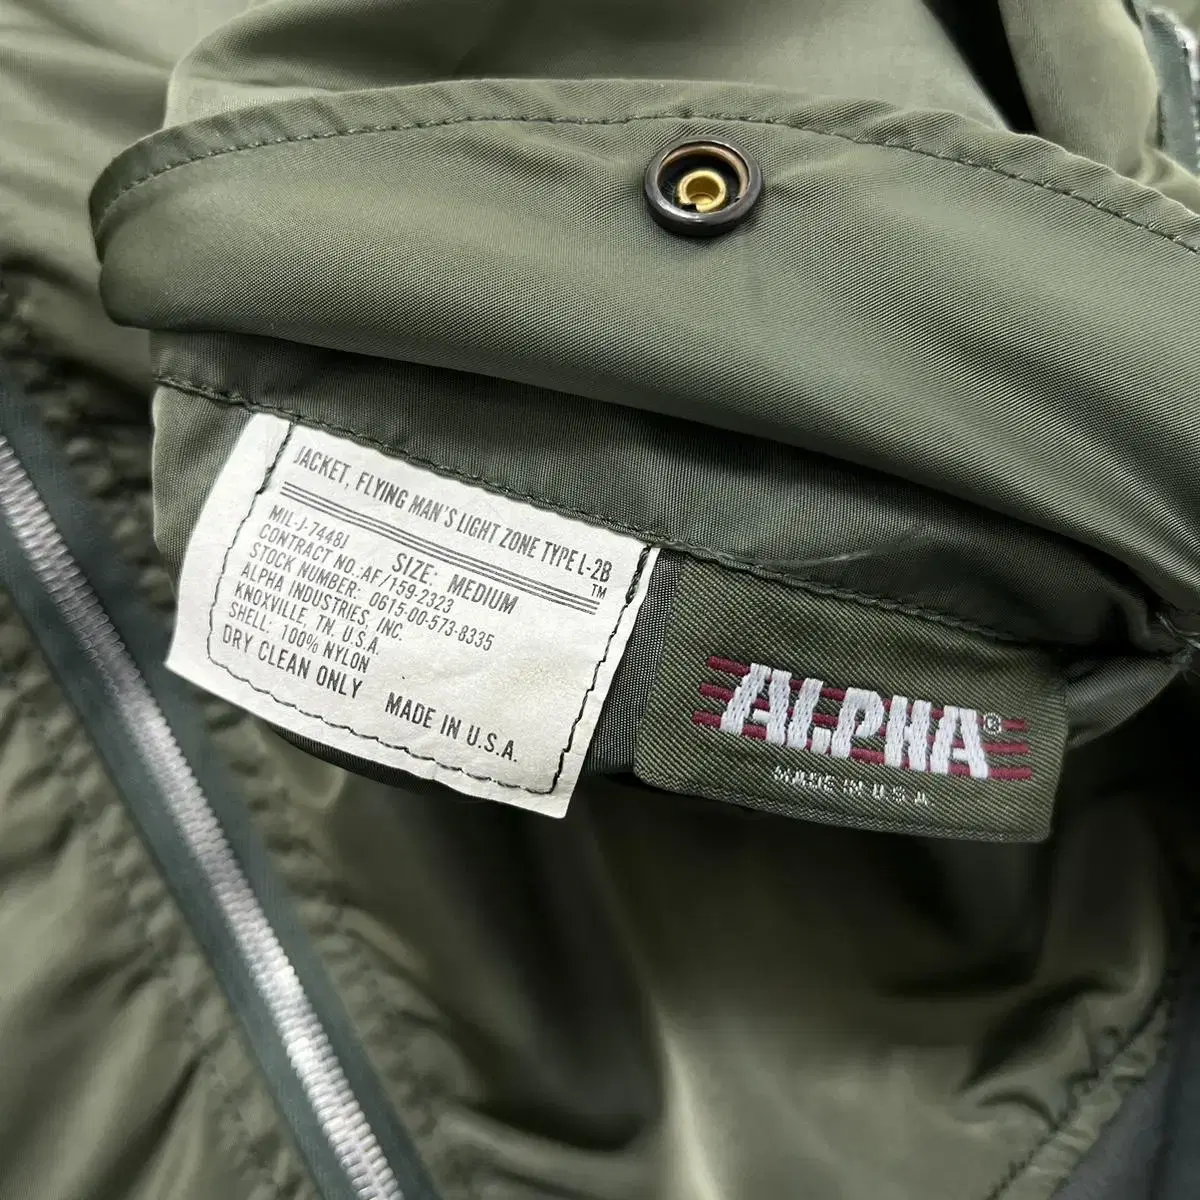 JACKET, FLYING MAN'S LIGHT ZONE TYPE L-2B
TM
MIL-J-7448J SIZE: MEDIUM
CONTRACT NO. AF/159-2323
STOCK NUMBER: 0615-00-573-8335
ALPHA INDUSTRIES, INC.
KNOXVILLE, TN. U.S.A.
SHELL: 100% NYLON
DRY CLEAN ONLY MADE IN U.S.A.
ALPHA®
MADE IN U.S.A